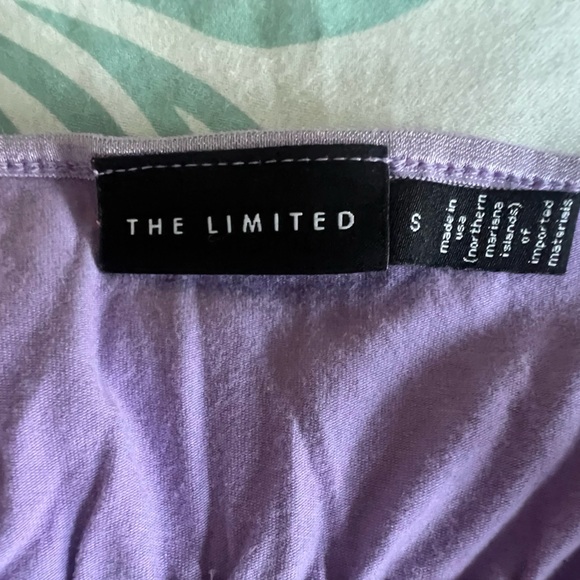 THE LIMITED
S
made in
usa
(northern
mariana
islands)
of
imported
materials